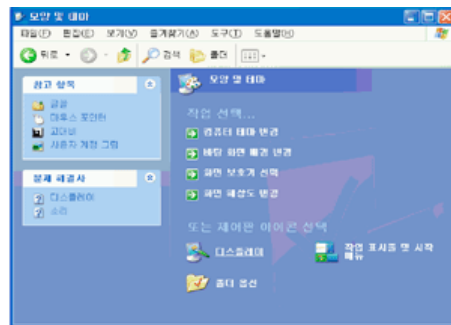 모양 및 테마
파일(F) 편집(E) 보기(V) 즐겨찾기(A) 도구(T) 도움말(H)
뒤로 검색 폴더
참고 항목
글꼴
마우스 포인터
고대비
사용자 계정 그림
문제 해결사
디스플레이
소리
모양 및 테마
작업 선택...
컴퓨터 테마 변경
바탕 화면 배경 변경
화면 보호기 선택
화면 해상도 변경
또는 제어판 아이콘 선택
디스플레이
작업 표시줄 및 시작
메뉴
폴더 옵션